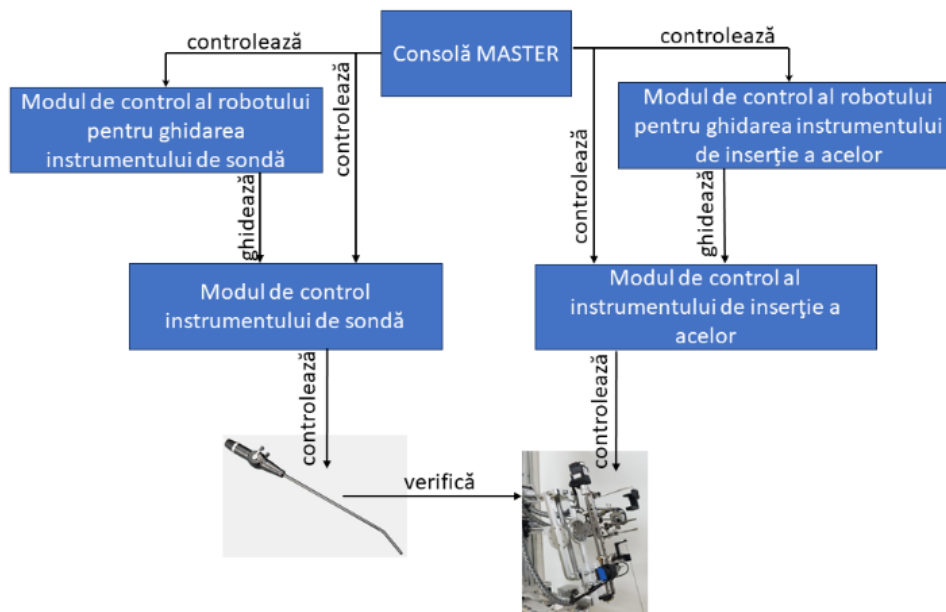 controlează
Consolă MASTER
controlează
Modul de control al robotului
pentru ghidarea
instrumentului de sondă
controlează
controlează
Modul de control al robotului
pentru ghidarea instrumentului
de inserţie a acelor
ghidează
ghidează
Modul de control
instrumentului de sondă
Modul de control al
instrumentului de inserţie a
acelor
controlează
controlează
verifică